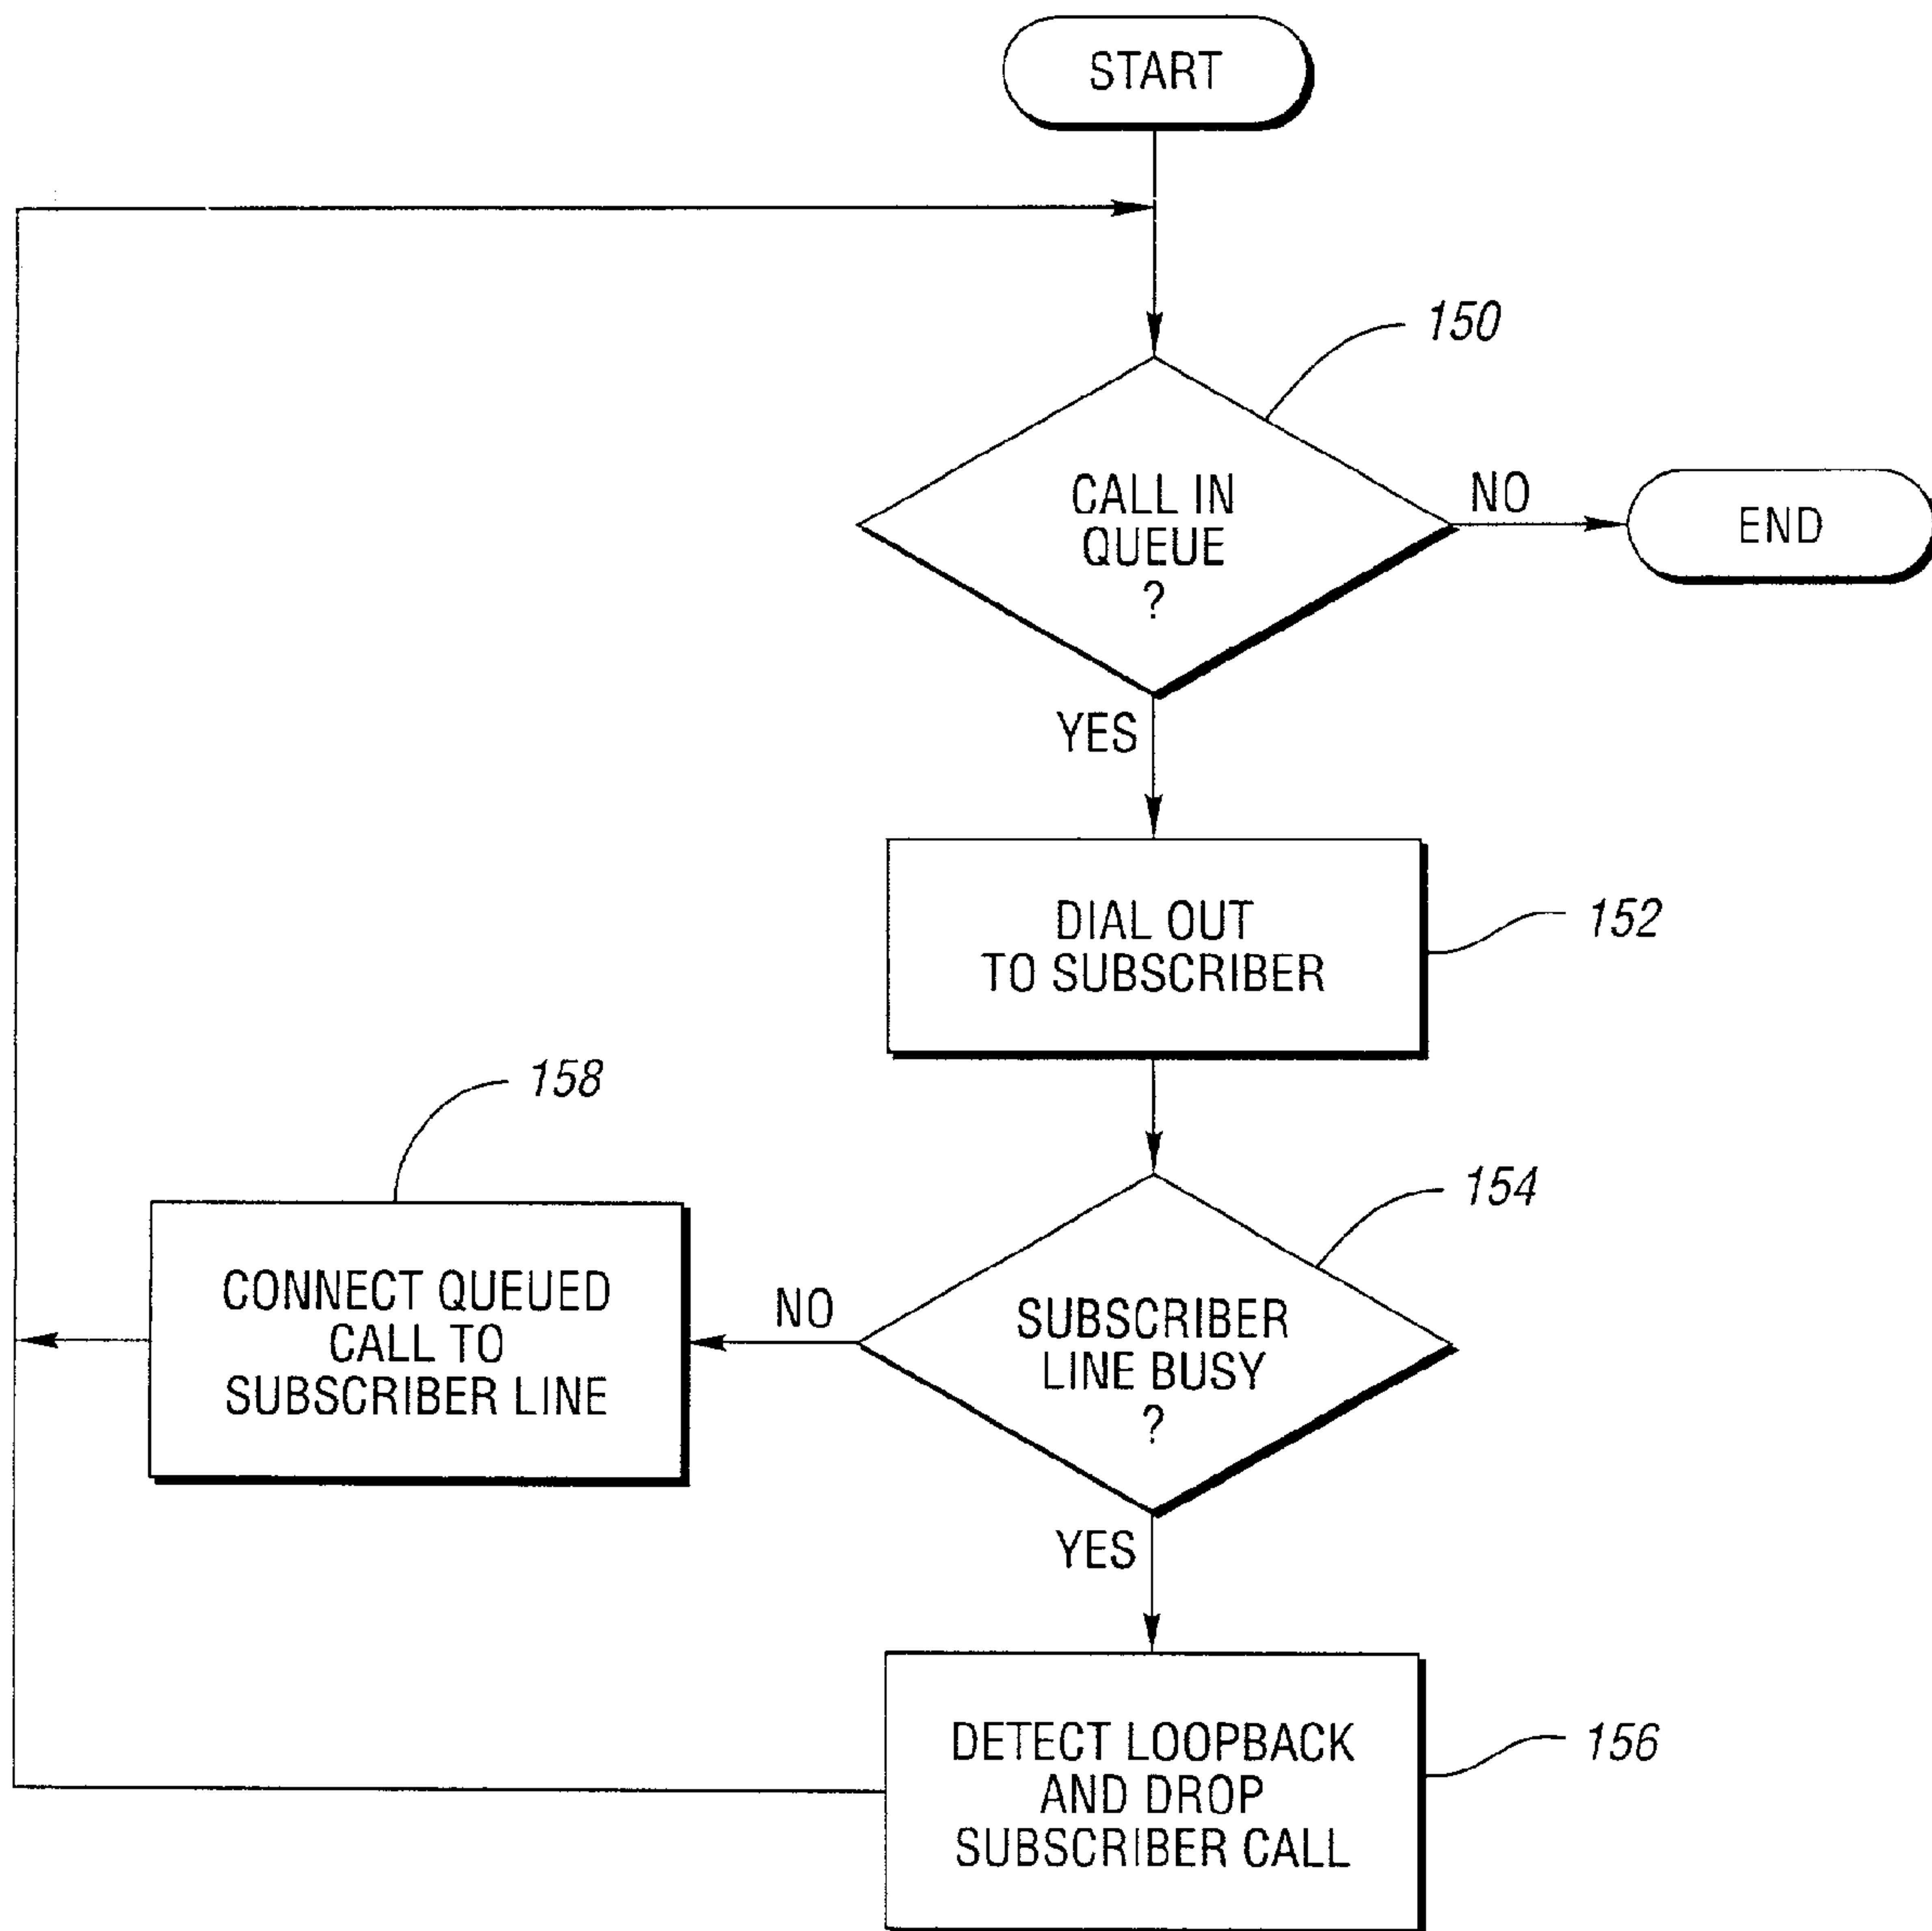 START
150
CALL IN
QUEUE
?
NO
END
YES
DIAL OUT
TO SUBSCRIBER
152
158
154
CONNECT QUEUED
CALL TO
SUBSCRIBER LINE
NO
SUBSCRIBER
LINE BUSY
?
YES
DETECT LOOPBACK
AND DROP
SUBSCRIBER CALL
156